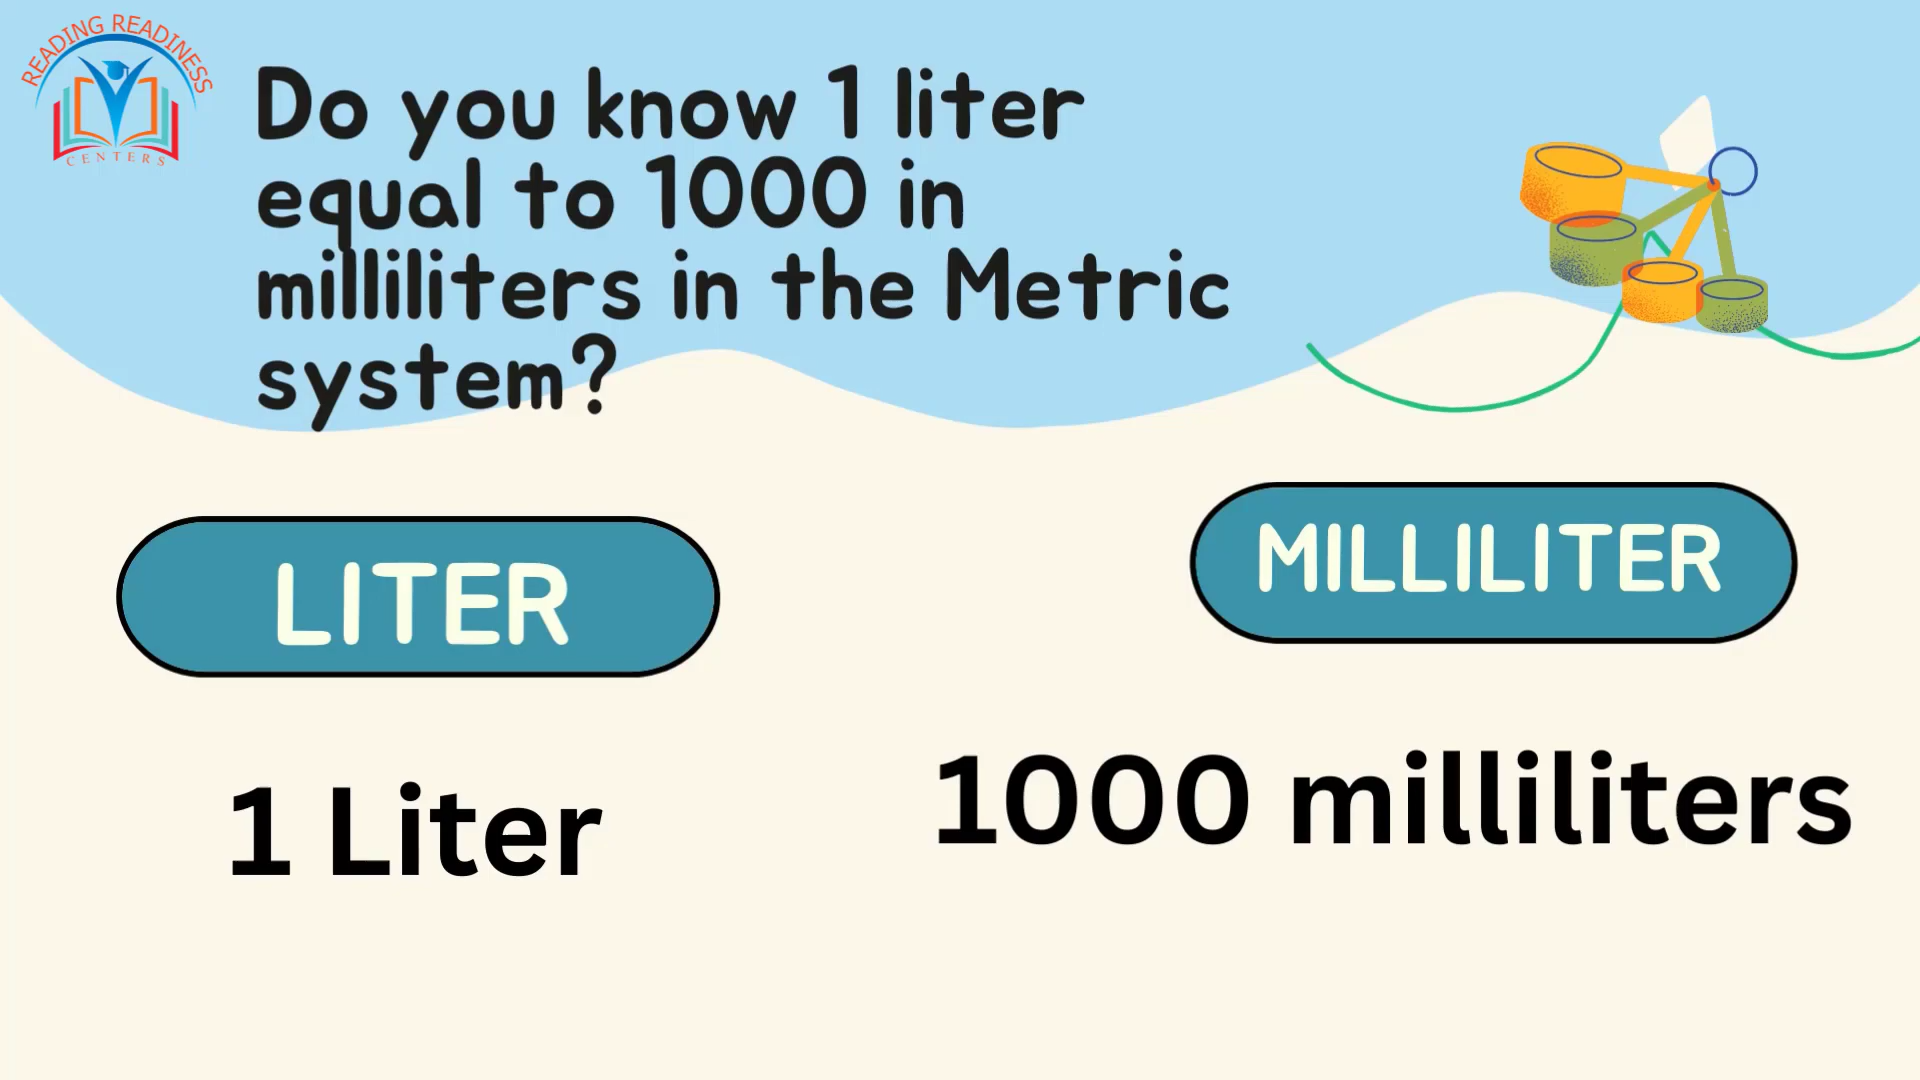 READING READINESS
CENTERS
Do you know 1 liter
equal to 1000 in
milliliters in the Metric
system?
LITER
MILLILITER
1 Liter
1000 milliliters